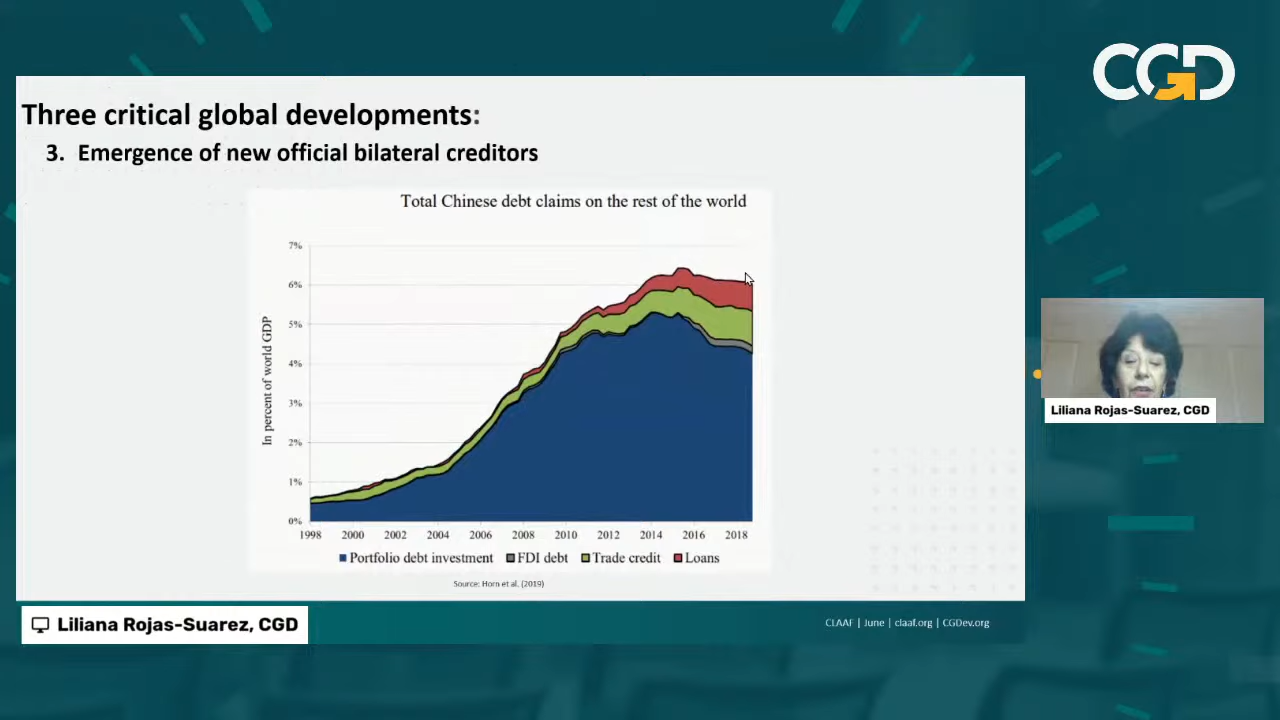 CGD
Three critical global developments:
3. Emergence of new official bilateral creditors
Total Chinese debt claims on the rest of the world
In percent of world GDP
7%
6%
5%
4%
3%
2%
1%
0%
1998 2000 2002 2004 2006 2008 2010 2012 2014 2016 2018
Portfolio debt investment FDI debt Trade credit Loans
Source: Horn et al. (2019)
Liliana Rojas-Suarez, CGD
Liliana Rojas-Suarez, CGD
CLAAF | June | claaf.org | CGDev.org